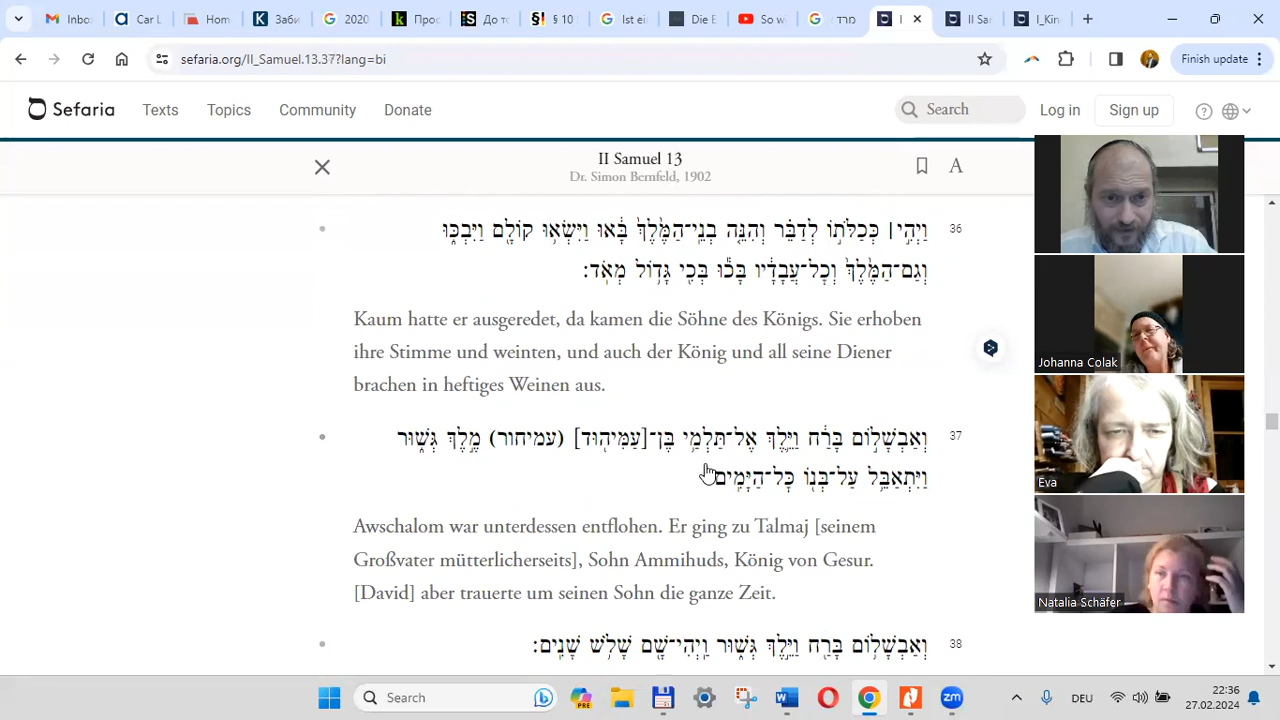 Inbo
Car L
Hom
Заби
2020
Прос
До то
§ 10
Ist ei
Die B
So w
מרד
I
II Sa
I_Kin
sefaria.org/II_Samuel.13.37?lang=bi
Finish update
Sefaria
Texts
Topics
Community
Donate
Search
Log in
Sign up
II Samuel 13
Dr. Simon Bernfeld, 1902
A
36
וַיְהִ֣י ׀ כְּכַלֹּת֣וֹ לְדַבֵּ֗ר וְהִנֵּ֤ה בְנֵֽי־הַמֶּ֙לֶךְ֙ בָּ֔אוּ וַיִּשְׂא֥וּ קוֹלָ֖ם וַיִּבְכּ֑וּ
וְגַם־הַמֶּ֙לֶךְ֙ וְכָל־עֲבָדָ֔יו בָּכ֕וּ בְּכִ֖י גָּד֥וֹל מְאֹֽד׃
Kaum hatte er ausgeredet, da kamen die Söhne des Königs. Sie erhoben
ihre Stimme und weinten, und auch der König und all seine Diener
brachen in heftiges Weinen aus.
37
וְאַבְשָׁל֣וֹם בָּרַ֔ח וַיֵּ֛לֶךְ אֶל־תַּלְמַ֥י בֶּן־[עַמִּיה֖וּד] (עמיחור) מֶ֣לֶךְ גְּשׁ֑וּר
וַיִּתְאַבֵּ֥ל עַל־בְּנ֖וֹ כׇּל־הַיָּמִֽים
Awschalom war unterdessen entflohen. Er ging zu Talmaj [seinem
Großvater mütterlicherseits], Sohn Ammihuds, König von Gesur.
[David] aber trauerte um seinen Sohn die ganze Zeit.
38
וְאַבְשָׁל֥וֹם בָּרַ֖ח וַיֵּ֣לֶךְ גְּשׁ֑וּר וַיְהִי־שָׁ֖ם שָׁלֹ֥שׁ שָׁנִֽים׃
Johanna Colak
Eva
Natalia Schäfer
Search
PRE
DEU
22:36
27.02.2024